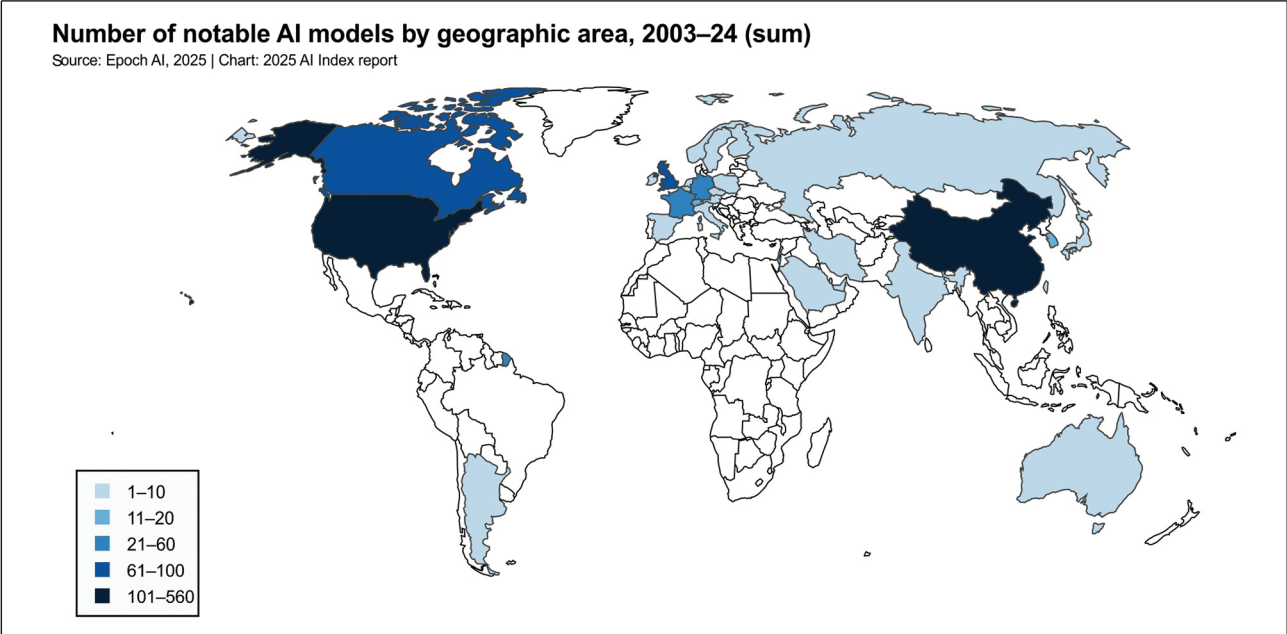 Number of notable AI models by geographic area, 2003–24 (sum)
Source: Epoch AI, 2025 | Chart: 2025 AI Index report
1–10
11–20
21–60
61–100
101–560